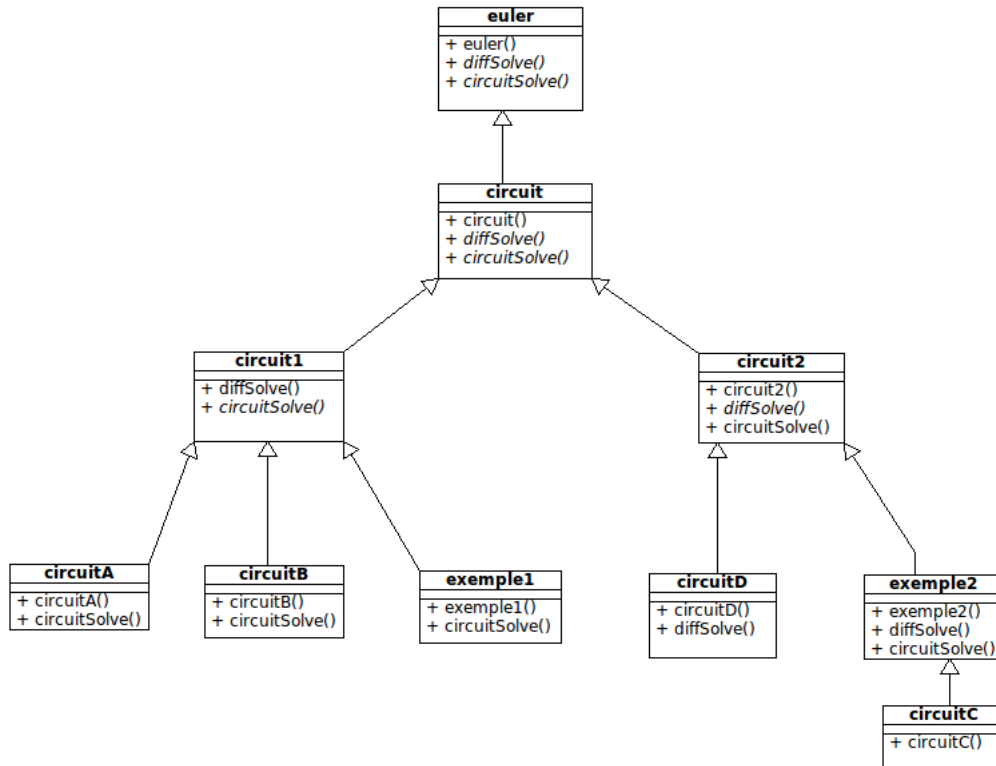 euler
+ euler()
+ diffSolve()
+ circuitSolve()
circuit
+ circuit()
+ diffSolve()
+ circuitSolve()
circuit1
+ diffSolve()
+ circuitSolve()
circuit2
+ circuit2()
+ diffSolve()
+ circuitSolve()
circuitA
+ circuitA()
+ circuitSolve()
circuitB
+ circuitB()
+ circuitSolve()
exemple1
+ exemple1()
+ circuitSolve()
circuitD
+ circuitD()
+ diffSolve()
exemple2
+ exemple2()
+ diffSolve()
+ circuitSolve()
circuitC
+ circuitC()